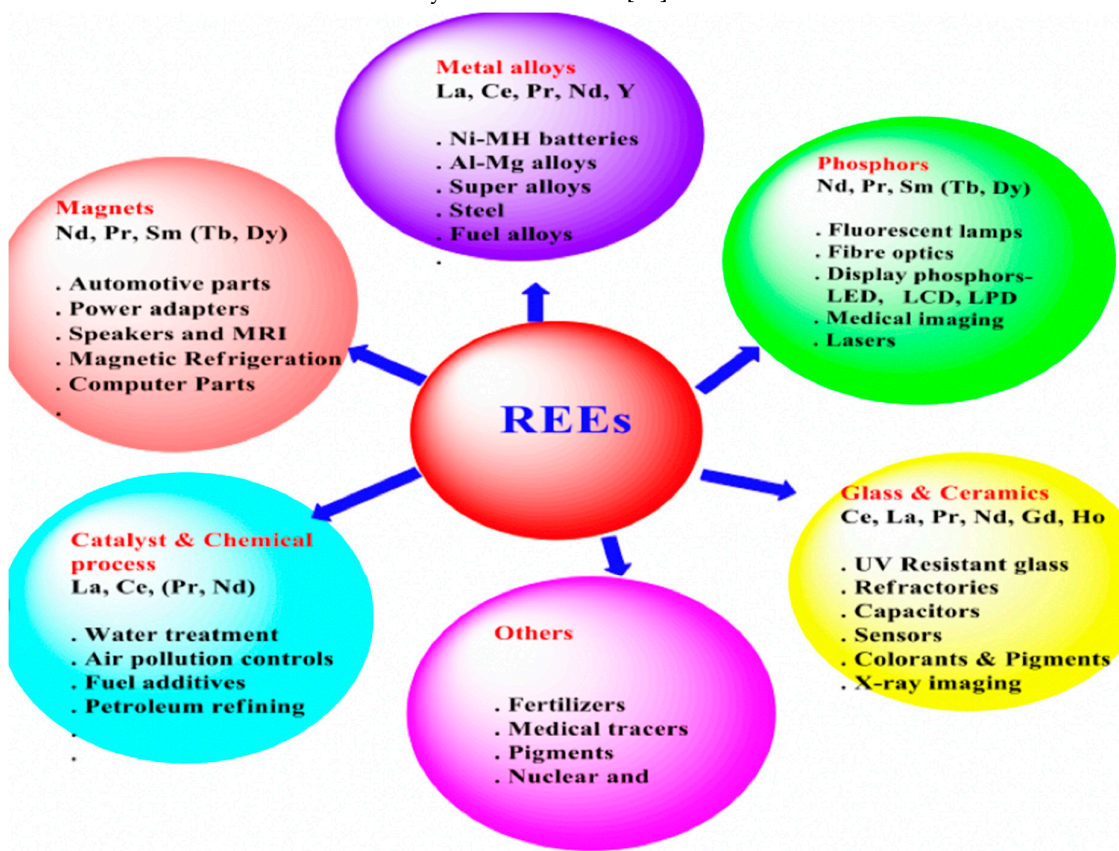 Metal alloys
La, Ce, Pr, Nd, Y
. Ni-MH batteries
. Al-Mg alloys
. Super alloys
. Steel
. Fuel alloys
.
Phosphors
Nd, Pr, Sm (Tb, Dy)
. Fluorescent lamps
. Fibre optics
. Display phosphors-
LED, LCD, LPD
. Medical imaging
. Lasers
Magnets
Nd, Pr, Sm (Tb, Dy)
. Automotive parts
. Power adapters
. Speakers and MRI
. Magnetic Refrigeration
. Computer Parts
.
REEs
Glass & Ceramics
Ce, La, Pr, Nd, Gd, Ho
. UV Resistant glass
. Refractories
. Capacitors
. Sensors
. Colorants & Pigments
. X-ray imaging
Catalyst & Chemical
process
La, Ce, (Pr, Nd)
. Water treatment
. Air pollution controls
. Fuel additives
. Petroleum refining
.
.
Others
. Fertilizers
. Medical tracers
. Pigments
. Nuclear and